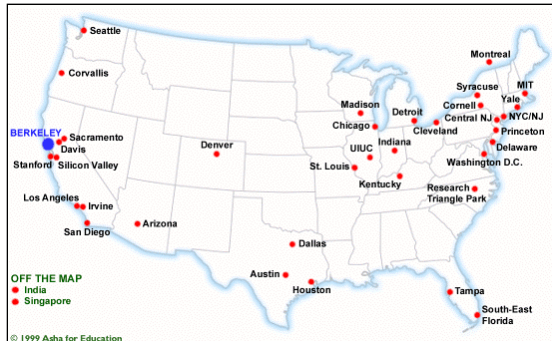 Seattle
Montreal
Corvallis
Syracuse
MIT
Cornell
Yale
Madison
Detroit
Central NJ
NYC/NJ
Chicago
Cleveland
Princeton
BERKELEY
Sacramento
Davis
Denver
UIUC
Indiana
Delaware
Stanford
Silicon Valley
St. Louis
Washington D.C.
Kentucky
Research
Triangle Park
Los Angeles
Irvine
Arizona
San Diego
Dallas
Austin
Houston
OFF THE MAP
India
Singapore
Tampa
South-East
Florida
© 1999 Asha for Education